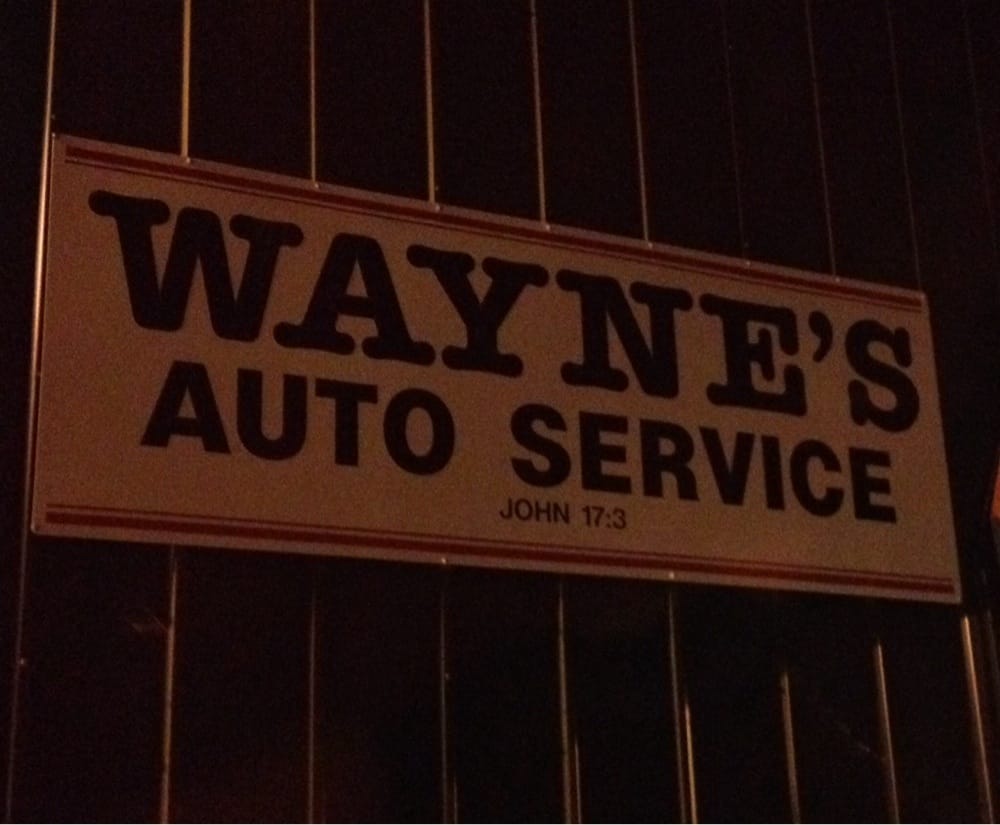 WAYNE'S
AUTO SERVICE
JOHN 17:3